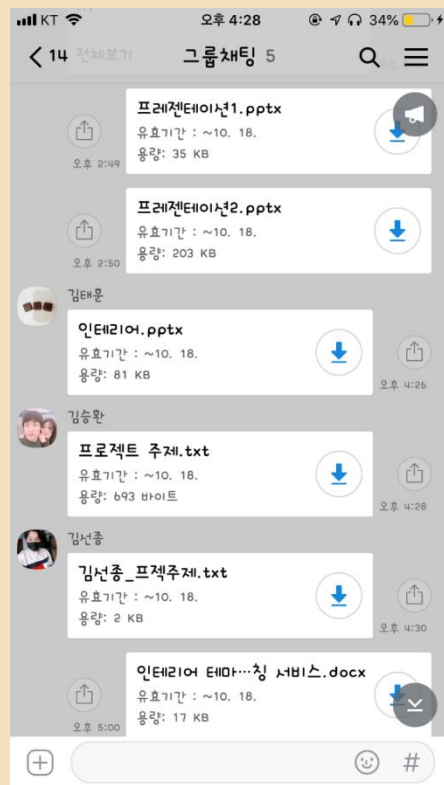 KT 오후 4:28 34%
14 전체보기 그룹채팅 5
프레젠테이션1.pptx
유효기간 : ~10. 18.
용량: 35 KB
오후 2:49
프레젠테이션2.pptx
유효기간 : ~10. 18.
용량: 203 KB
오후 2:50
김태훈
인테리어.pptx
유효기간 : ~10. 18.
용량: 81 KB
오후 4:26
김승환
프로젝트 주제.txt
유효기간 : ~10. 18.
용량: 693 바이트
오후 4:28
김선종
김선종_프젝주제.txt
유효기간 : ~10. 18.
용량: 2 KB
오후 4:30
인테리어 테마…칭 서비스.docx
유효기간 : ~10. 18.
용량: 17 KB
오후 5:00
#